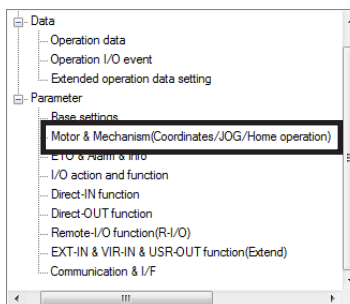 Data
Operation data
Operation I/O event
Extended operation data setting
Parameter
Base settings
Motor & Mechanism(Coordinates/JOG/Home operation)
ETO & Alarm & Info
I/O action and function
Direct-IN function
Direct-OUT function
Remote-I/O function(R-I/O)
EXT-IN & VIR-IN & USR-OUT function(Extend)
Communication & I/F